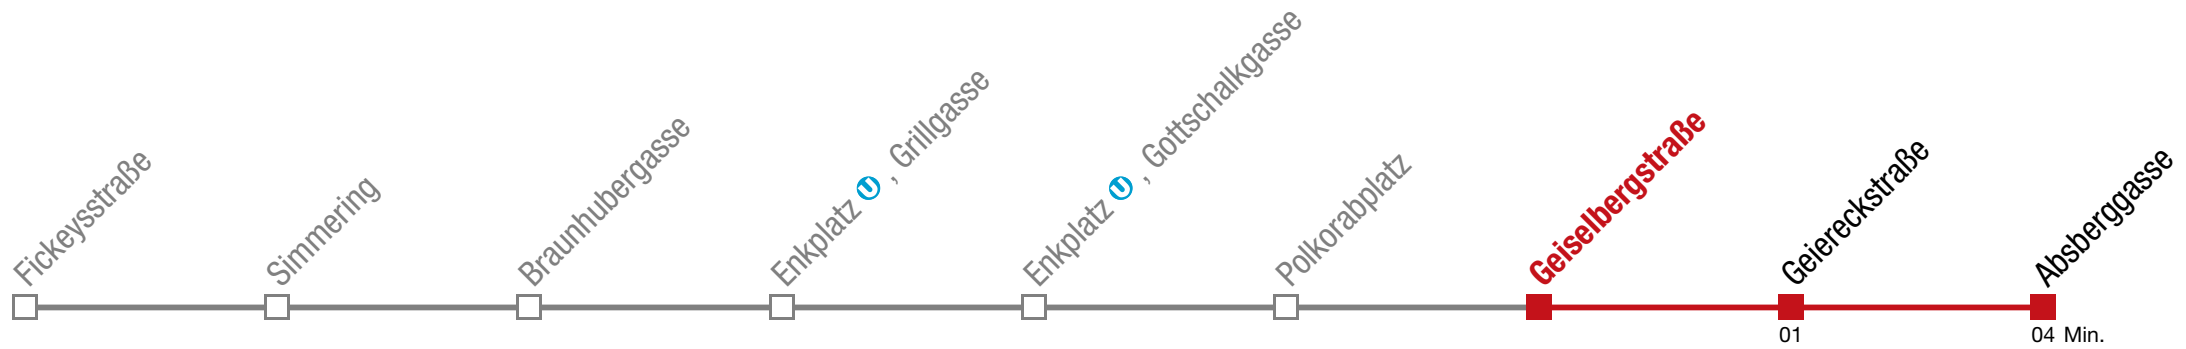 Fickeysstraße
Simmering
Braunhubergasse
Enkplatz U , Grillgasse
Enkplatz U , Gottschalkgasse
Polkorabplatz
Geiselbergstraße
Geiereckstraße
Absberggasse
01
04 Min.